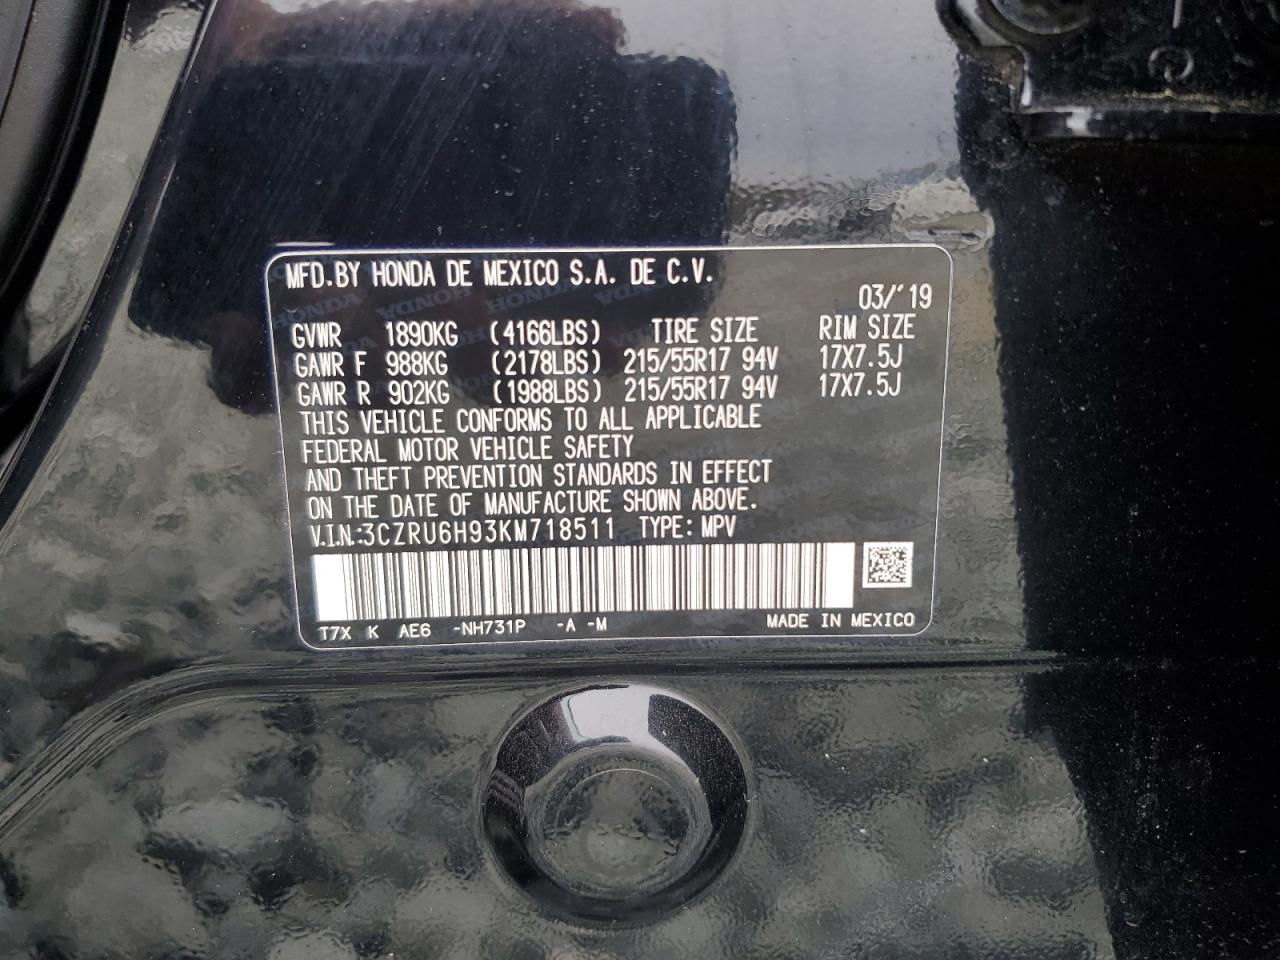 MFD.BY HONDA DE MEXICO S.A. DE C.V.
03/'19
GVWR 1890KG (4166LBS) TIRE SIZE RIM SIZE
GAWR F 988KG (2178LBS) 215/55R17 94V 17X7.5J
GAWR R 902KG (1988LBS) 215/55R17 94V 17X7.5J
THIS VEHICLE CONFORMS TO ALL APPLICABLE
FEDERAL MOTOR VEHICLE SAFETY
AND THEFT PREVENTION STANDARDS IN EFFECT
ON THE DATE OF MANUFACTURE SHOWN ABOVE.
V.I.N.:3CZRU6H93KM718511 TYPE: MPV
T7X K AE6 -NH731P -A -M MADE IN MEXICO